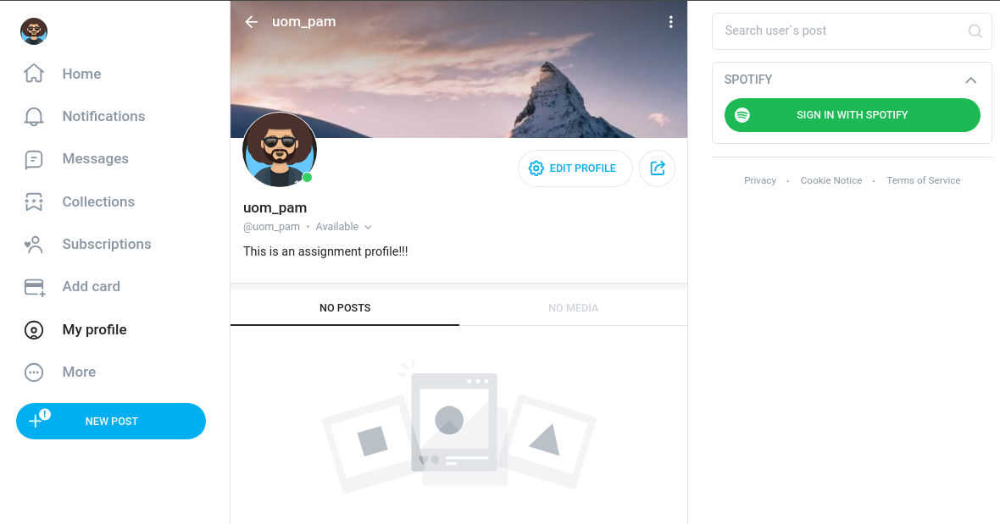 Home
Notifications
Messages
Collections
Subscriptions
Add card
My profile
More
! NEW POST
uom_pam
EDIT PROFILE
uom_pam
@uom_pam • Available
This is an assignment profile!!!
NO POSTS NO MEDIA
Search user`s post
SPOTIFY
SIGN IN WITH SPOTIFY
Privacy • Cookie Notice • Terms of Service